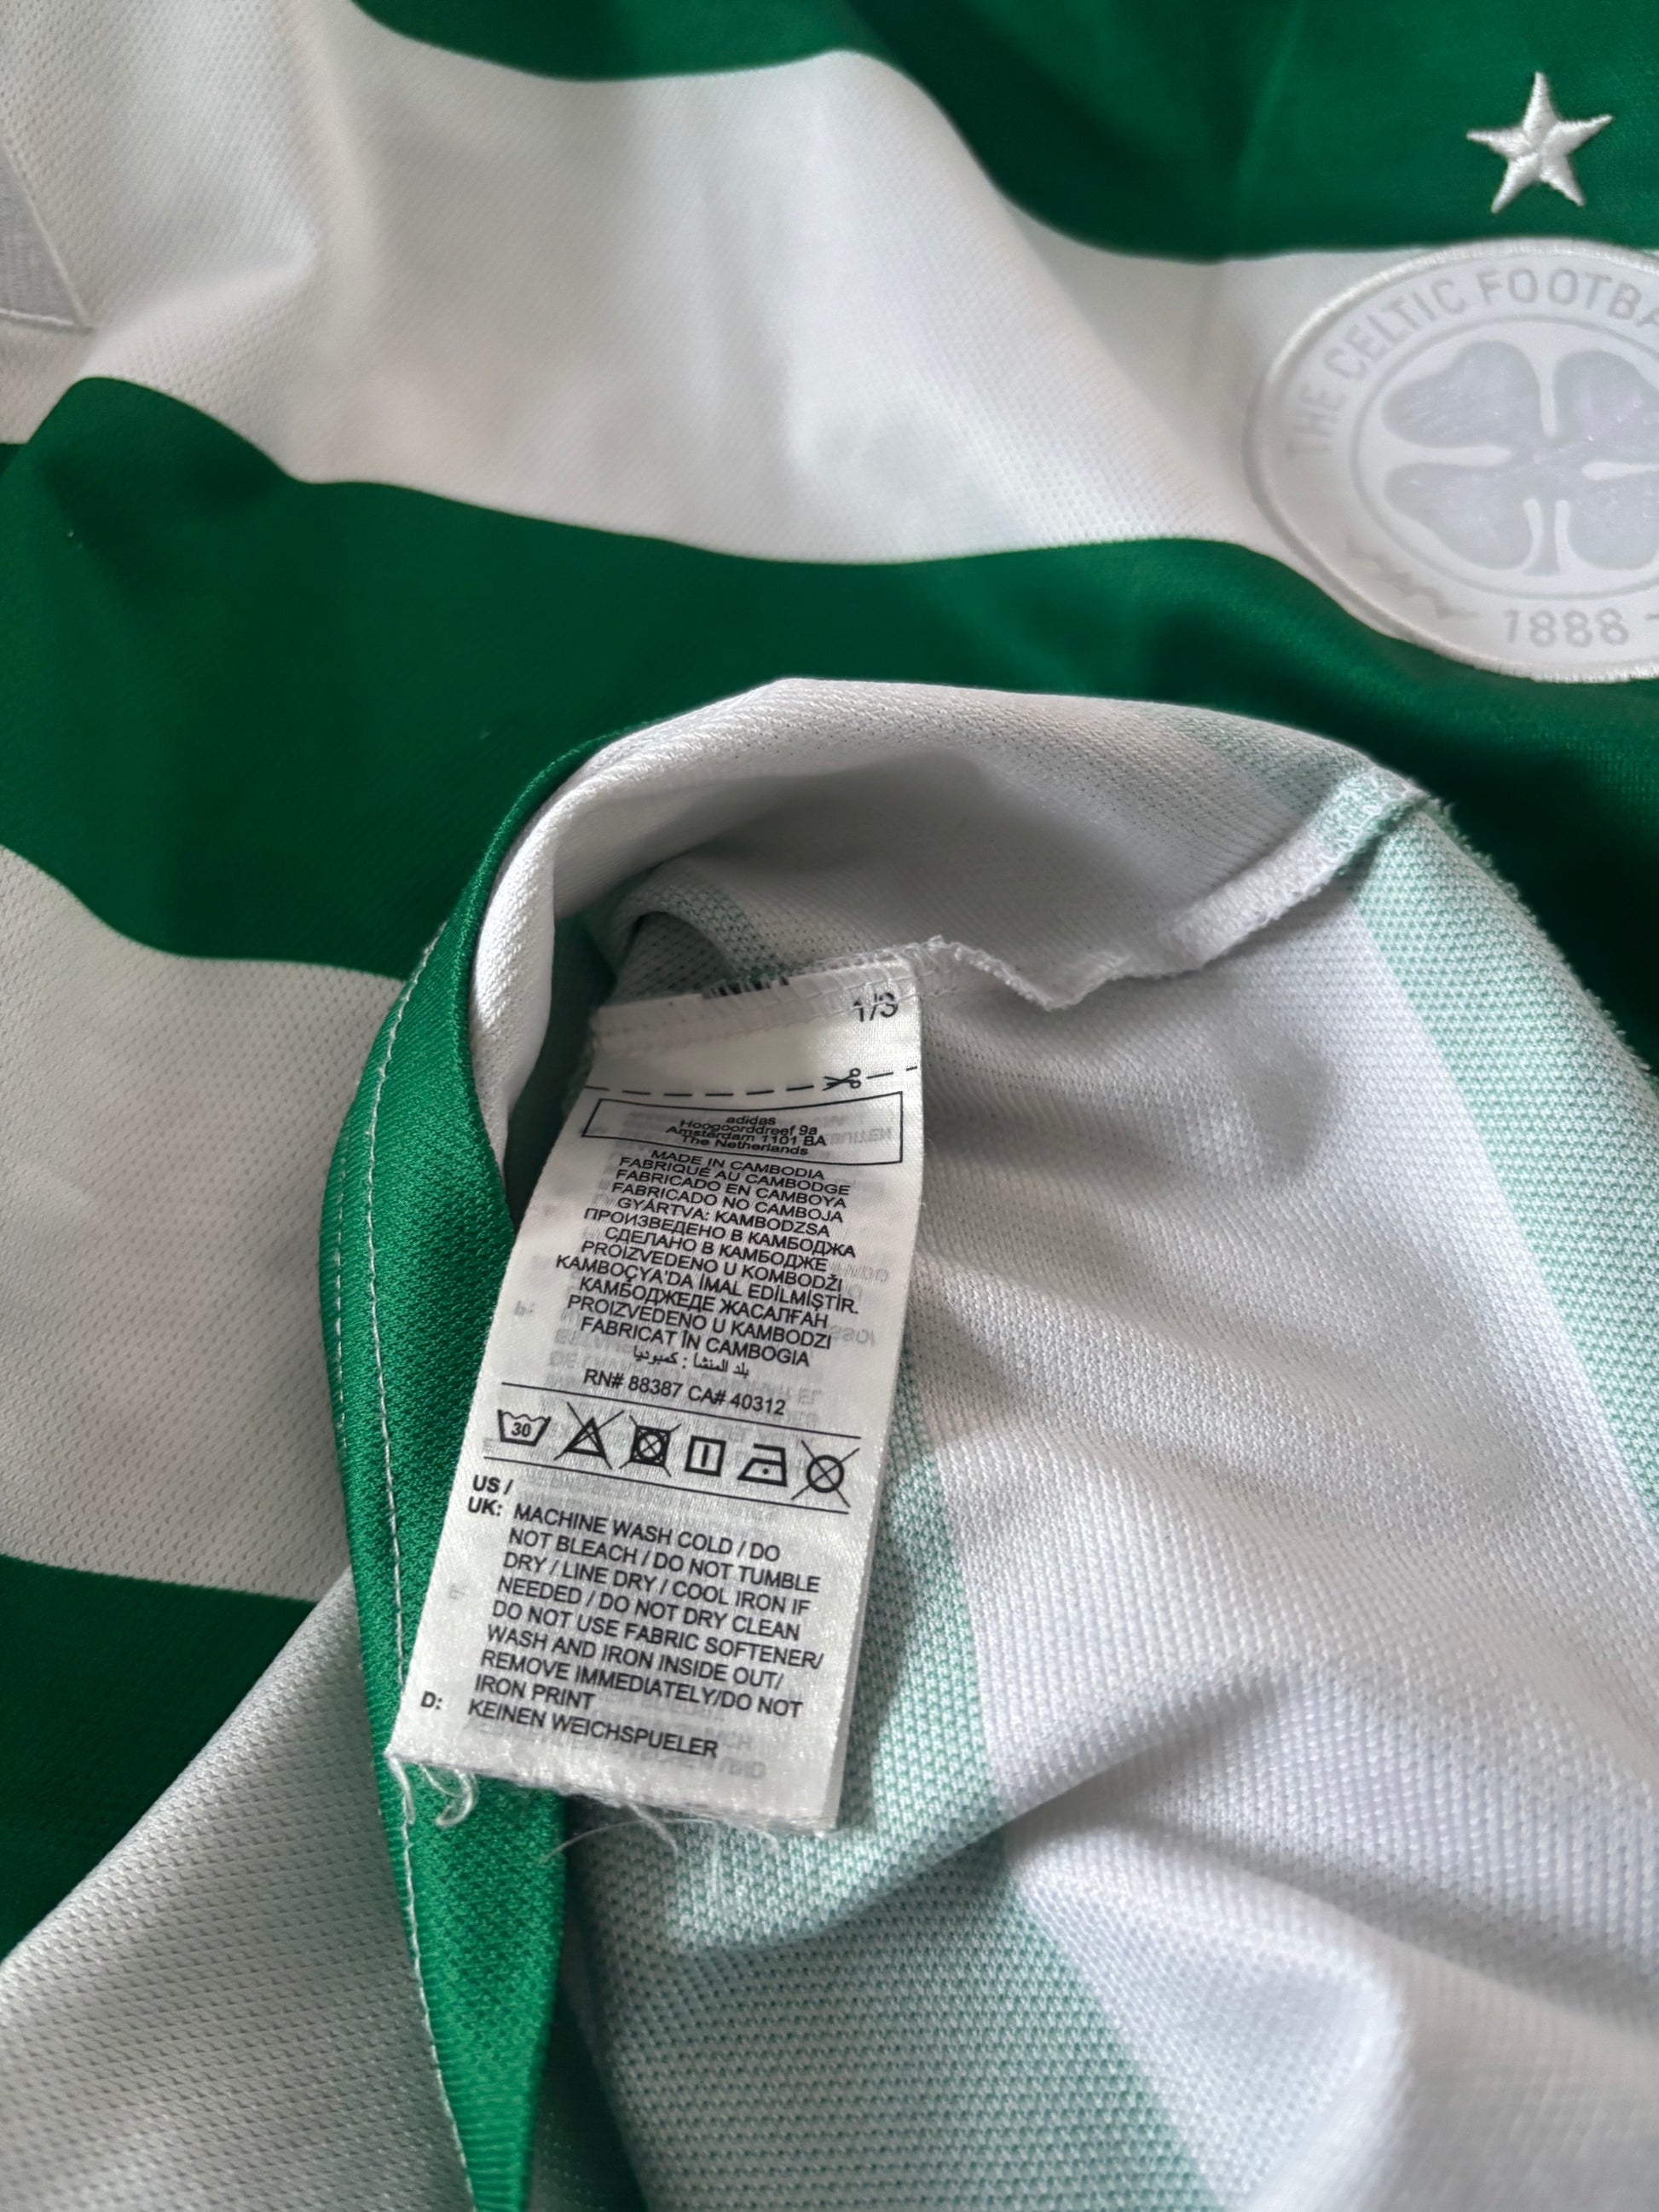 THE CELTIC FOOTBA
1888
1/3
adidas
Hoogoorddreef 9a
Amsterdam 1101 BA
The Netherlands
MADE IN CAMBODIA
FABRIQUÉ AU CAMBODGE
FABRICADO EN CAMBOYA
FABRICADO NO CAMBOJA
GYÁRTVA: KAMBODZSA
ПРОИЗВЕДЕНО В КАМБОДЖА
СДЕЛАНО В КАМБОДЖЕ
PROIZVEDENO U KOMBODŽI
KAMBOÇYA'DA İMAL EDİLMİŞTİR.
КАМБОДЖЕДЕ ЖАСАЛҒАН
PROIZVEDENO U KAMBODZI
FABRICAT ÎN CAMBOGIA
بلد المنشأ : كمبوديا
RN# 88387 CA# 40312
30
US /
UK: MACHINE WASH COLD / DO
NOT BLEACH / DO NOT TUMBLE
DRY / LINE DRY / COOL IRON IF
NEEDED / DO NOT DRY CLEAN
DO NOT USE FABRIC SOFTENER/
WASH AND IRON INSIDE OUT/
REMOVE IMMEDIATELY/DO NOT
IRON PRINT
D: KEINEN WEICHSPUELER